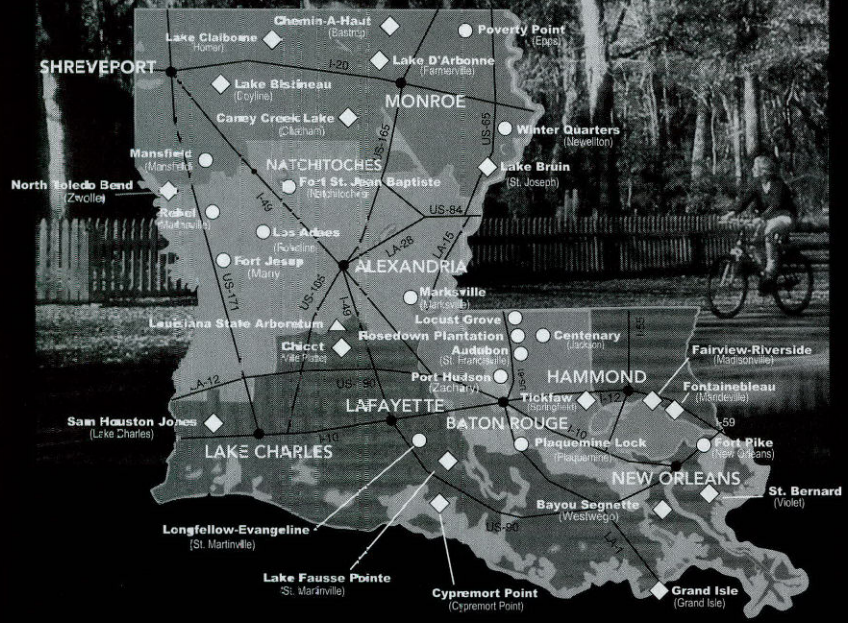 Chemin-A-Haut
(Bastrop)
Poverty Point
(Epps)
Lake Claiborne
(Homer)
Lake D'Arbonne
(Farmerville)
SHREVEPORT
I-20
Lake Bistineau
(Doyline)
MONROE
Caney Creek Lake
(Chatham)
US-165
US-65
Winter Quarters
(Newellton)
Mansfield
(Mansfield)
NATCHITOCHES
Lake Bruin
(St. Joseph)
North Toledo Bend
(Zwolle)
I-49
Fort St. Jean Baptiste
(Natchitoches)
Rebel
(Marthaville)
US-84
Los Adaes
(Robeline)
LA-28
LA-15
Fort Jesup
(Many)
ALEXANDRIA
US-171
US-165
I-49
Marksville
(Marksville)
Louisiana State Arboretum
Locust Grove
Rosedown Plantation
Centenary
(Jackson)
I-55
Chicot
(Ville Platte)
Audubon
(St. Francisville)
Fairview-Riverside
(Madisonville)
LA-12
US-90
Port Hudson
(Zachary)
US-61
HAMMOND
Fontainebleau
(Mandeville)
LAFAYETTE
Tickfaw
(Springfield)
I-12
Sam Houston Jones
(Lake Charles)
I-10
BATON ROUGE
I-10
I-59
LAKE CHARLES
Plaquemine Lock
(Plaquemine)
Fort Pike
(New Orleans)
NEW ORLEANS
St. Bernard
(Violet)
Bayou Segnette
(Westwego)
Longfellow-Evangeline
(St. Martinville)
US-90
LA-1
Lake Fausse Pointe
(St. Martinville)
Cypremort Point
(Cypremort Point)
Grand Isle
(Grand Isle)